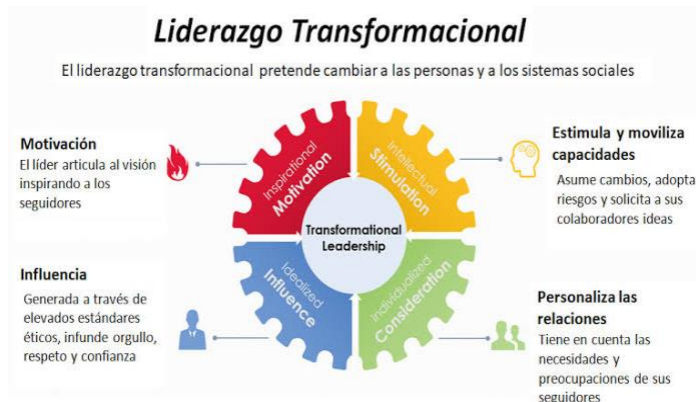 Liderazgo Transformacional
El liderazgo transformacional pretende cambiar a las personas y a los sistemas sociales
Motivación
El líder articula al visión
inspirando a los
seguidores
Inspirational
Motivation
Intellectual
Stimulation
Estimula y moviliza
capacidades
Asume cambios, adopta
riesgos y solicita a sus
colaboradores ideas
Transformational
Leadership
Influencia
Generada a través de
elevados estándares
éticos, infunde orgullo,
respeto y confianza
Idealized
Influence
Individualized
Consideration
Personaliza las
relaciones
Tiene en cuenta las
necesidades y
preocupaciones de sus
seguidores